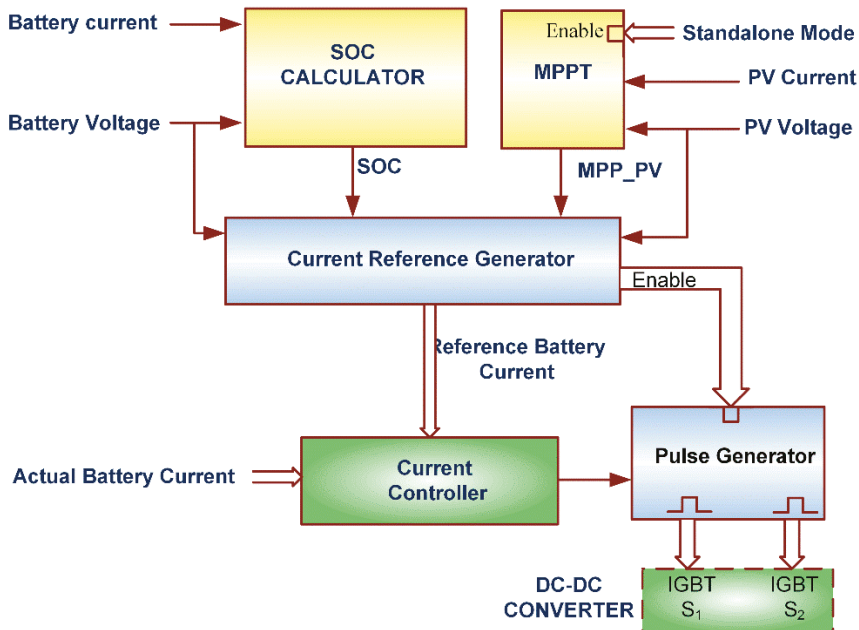 Battery current
SOC
CALCULATOR
Enable
MPPT
Standalone Mode
PV Current
Battery Voltage
PV Voltage
SOC
MPP_PV
Current Reference Generator
Enable
Reference Battery
Current
Actual Battery Current
Current
Controller
Pulse Generator
DC-DC
CONVERTER
IGBT
S1
IGBT
S2